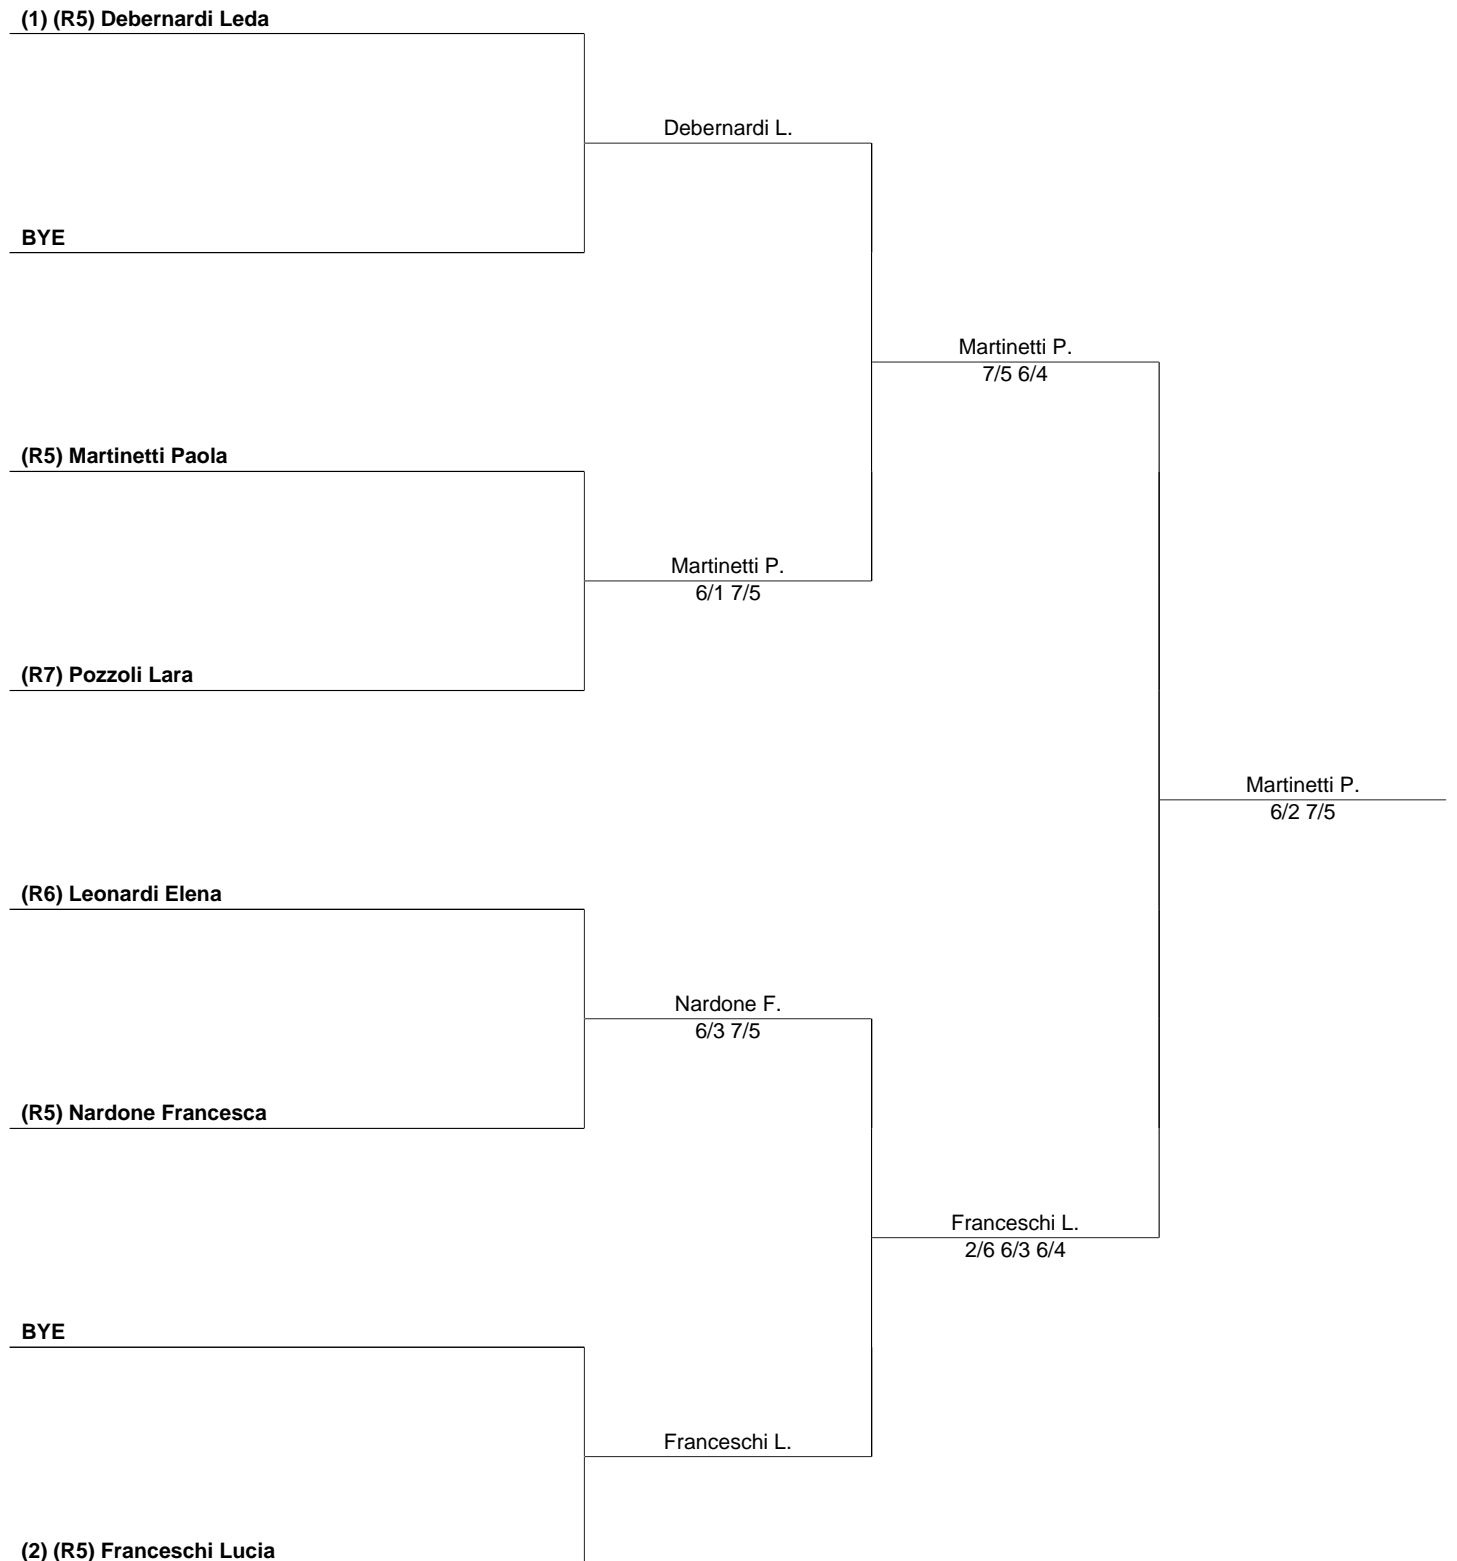 (1) (R5) Debernardi Leda
Debernardi L.
BYE
Martinetti P.
7/5 6/4
(R5) Martinetti Paola
Martinetti P.
6/1 7/5
(R7) Pozzoli Lara
Martinetti P.
6/2 7/5
(R6) Leonardi Elena
Nardone F.
6/3 7/5
(R5) Nardone Francesca
Franceschi L.
2/6 6/3 6/4
BYE
Franceschi L.
(2) (R5) Franceschi Lucia